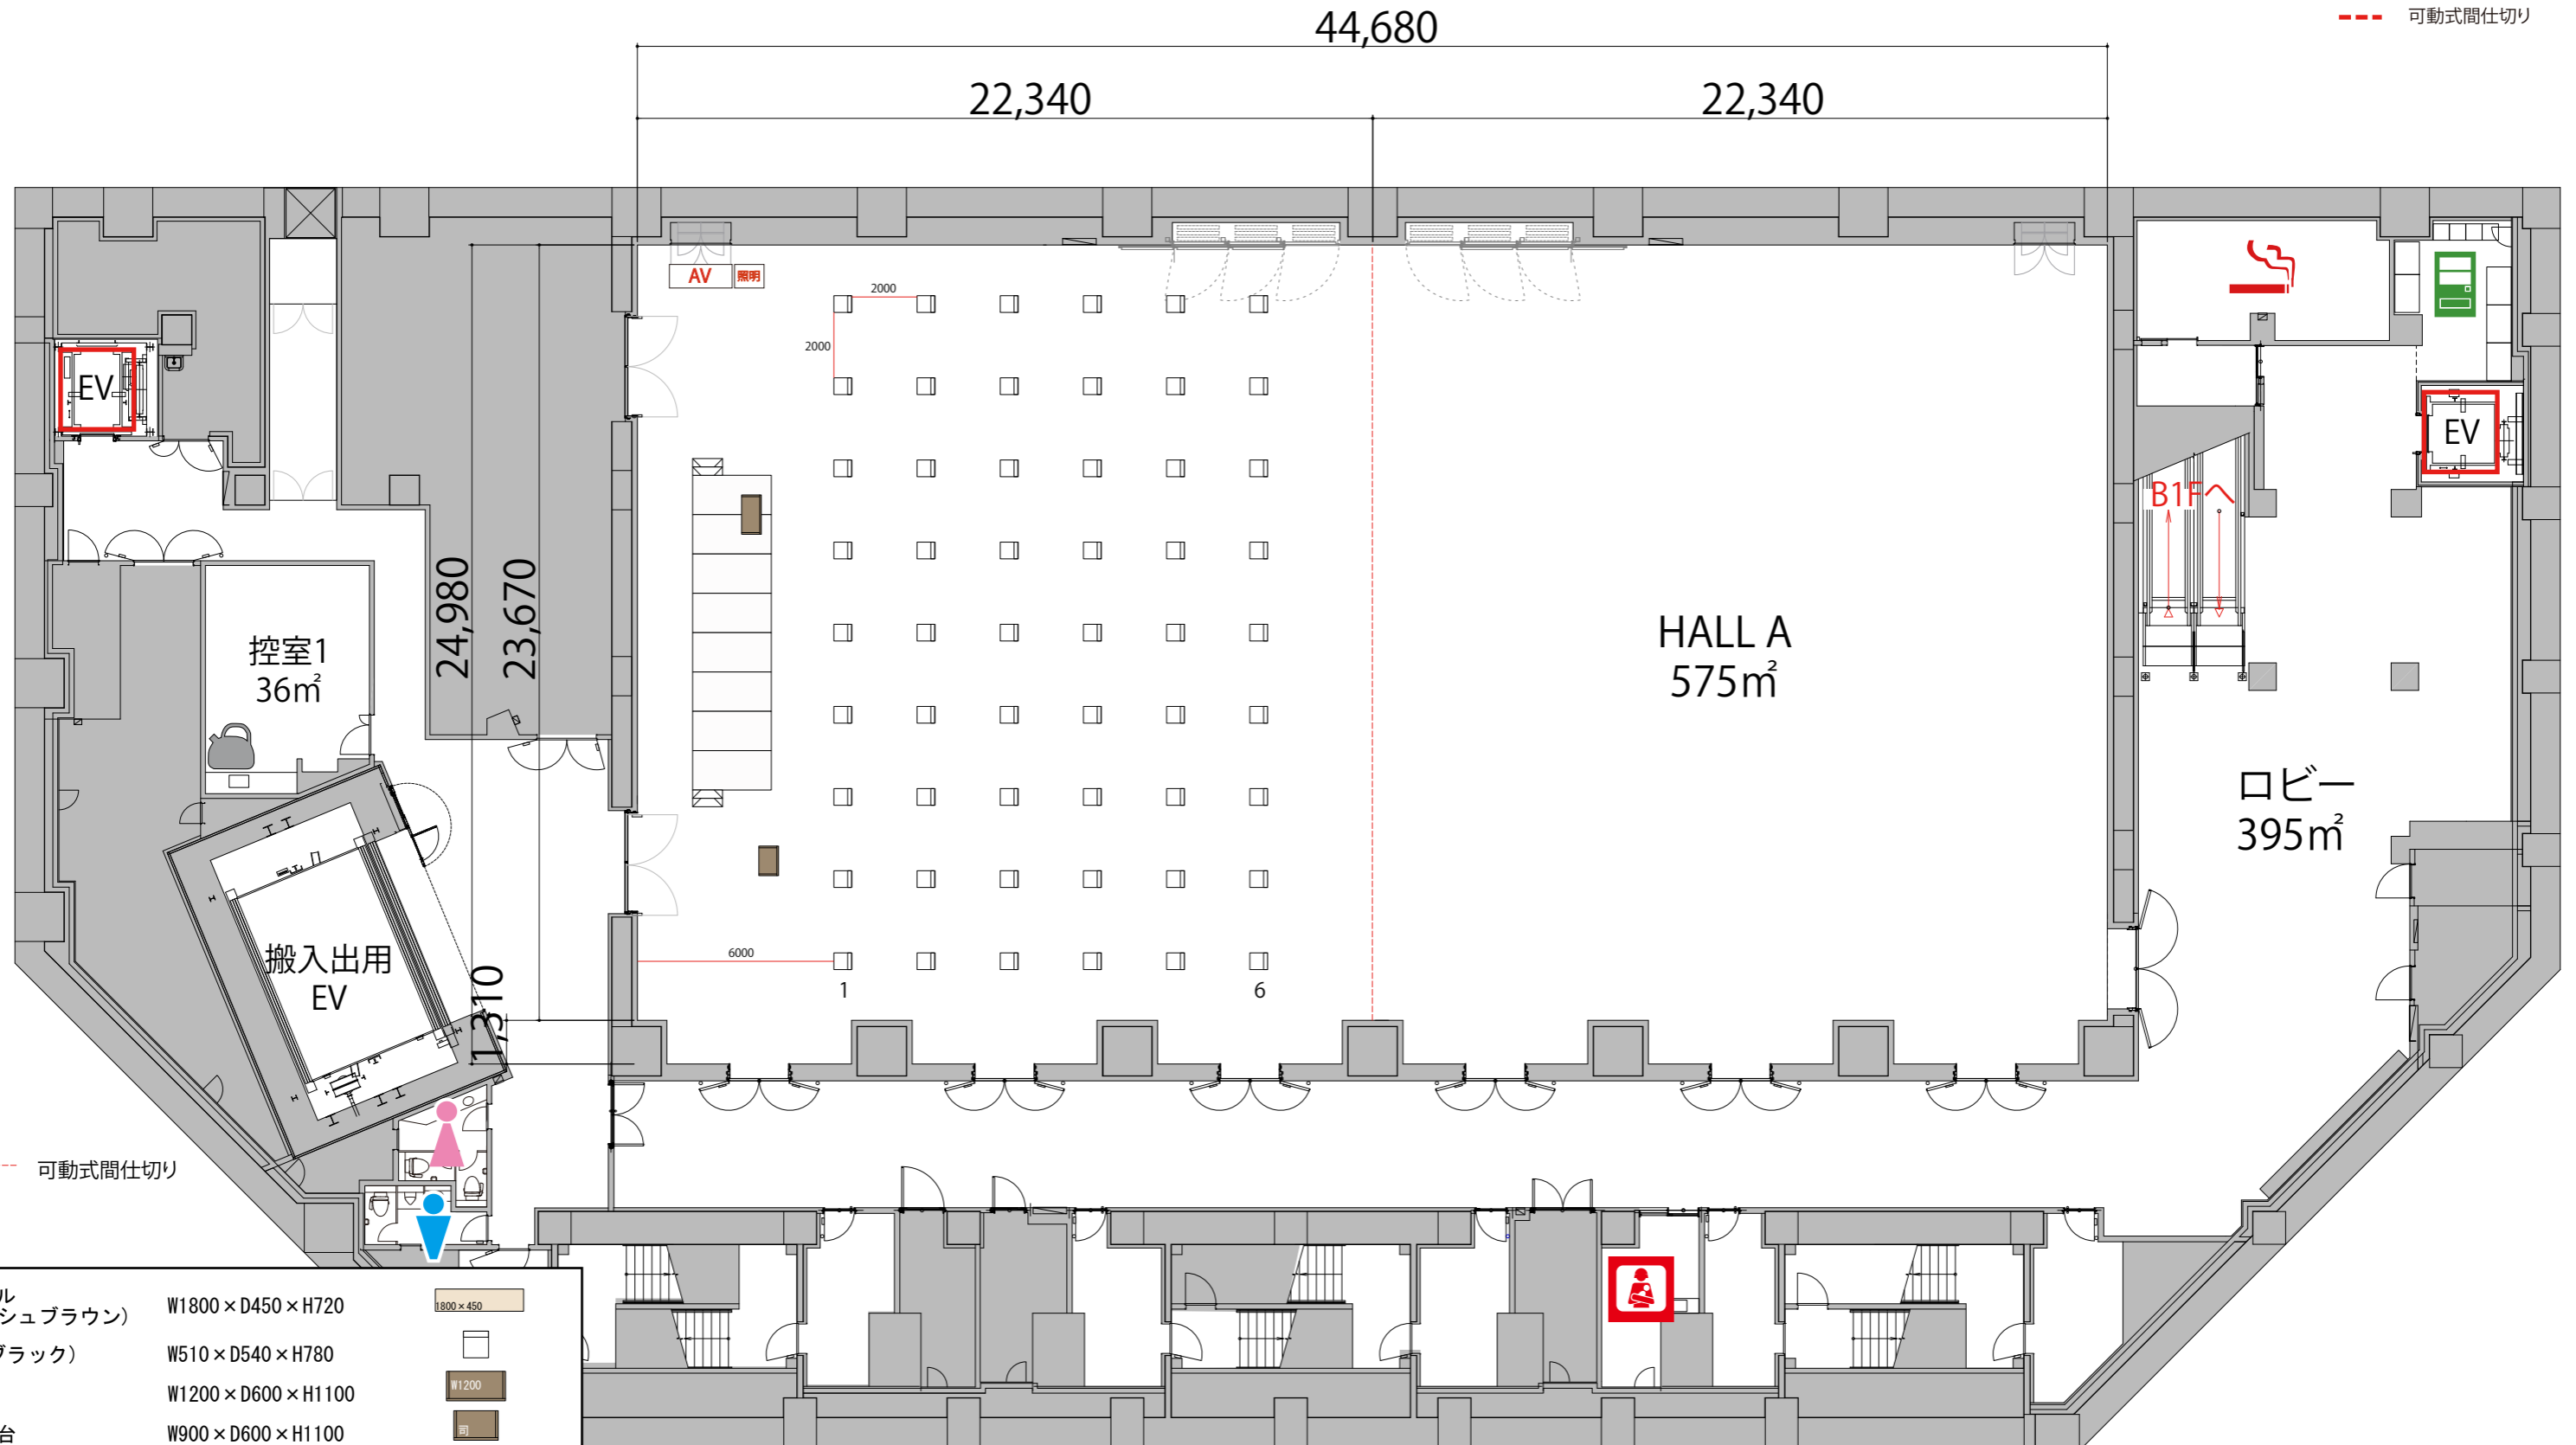 44,680
可動式間仕切り
22,340
22,340
AV
照明
2000
2000
EV
EV
B1Fへ
24,980
23,670
控室1
36㎡
HALL A
575㎡
ロビー
395㎡
搬入出用
EV
6000
1
6
1,310
可動式間仕切り
ル
シュブラウン） W1800×D450×H720 1800×450
ブラック） W510×D540×H780
W1200×D600×H1100 W1200
台 W900×D600×H1100 司